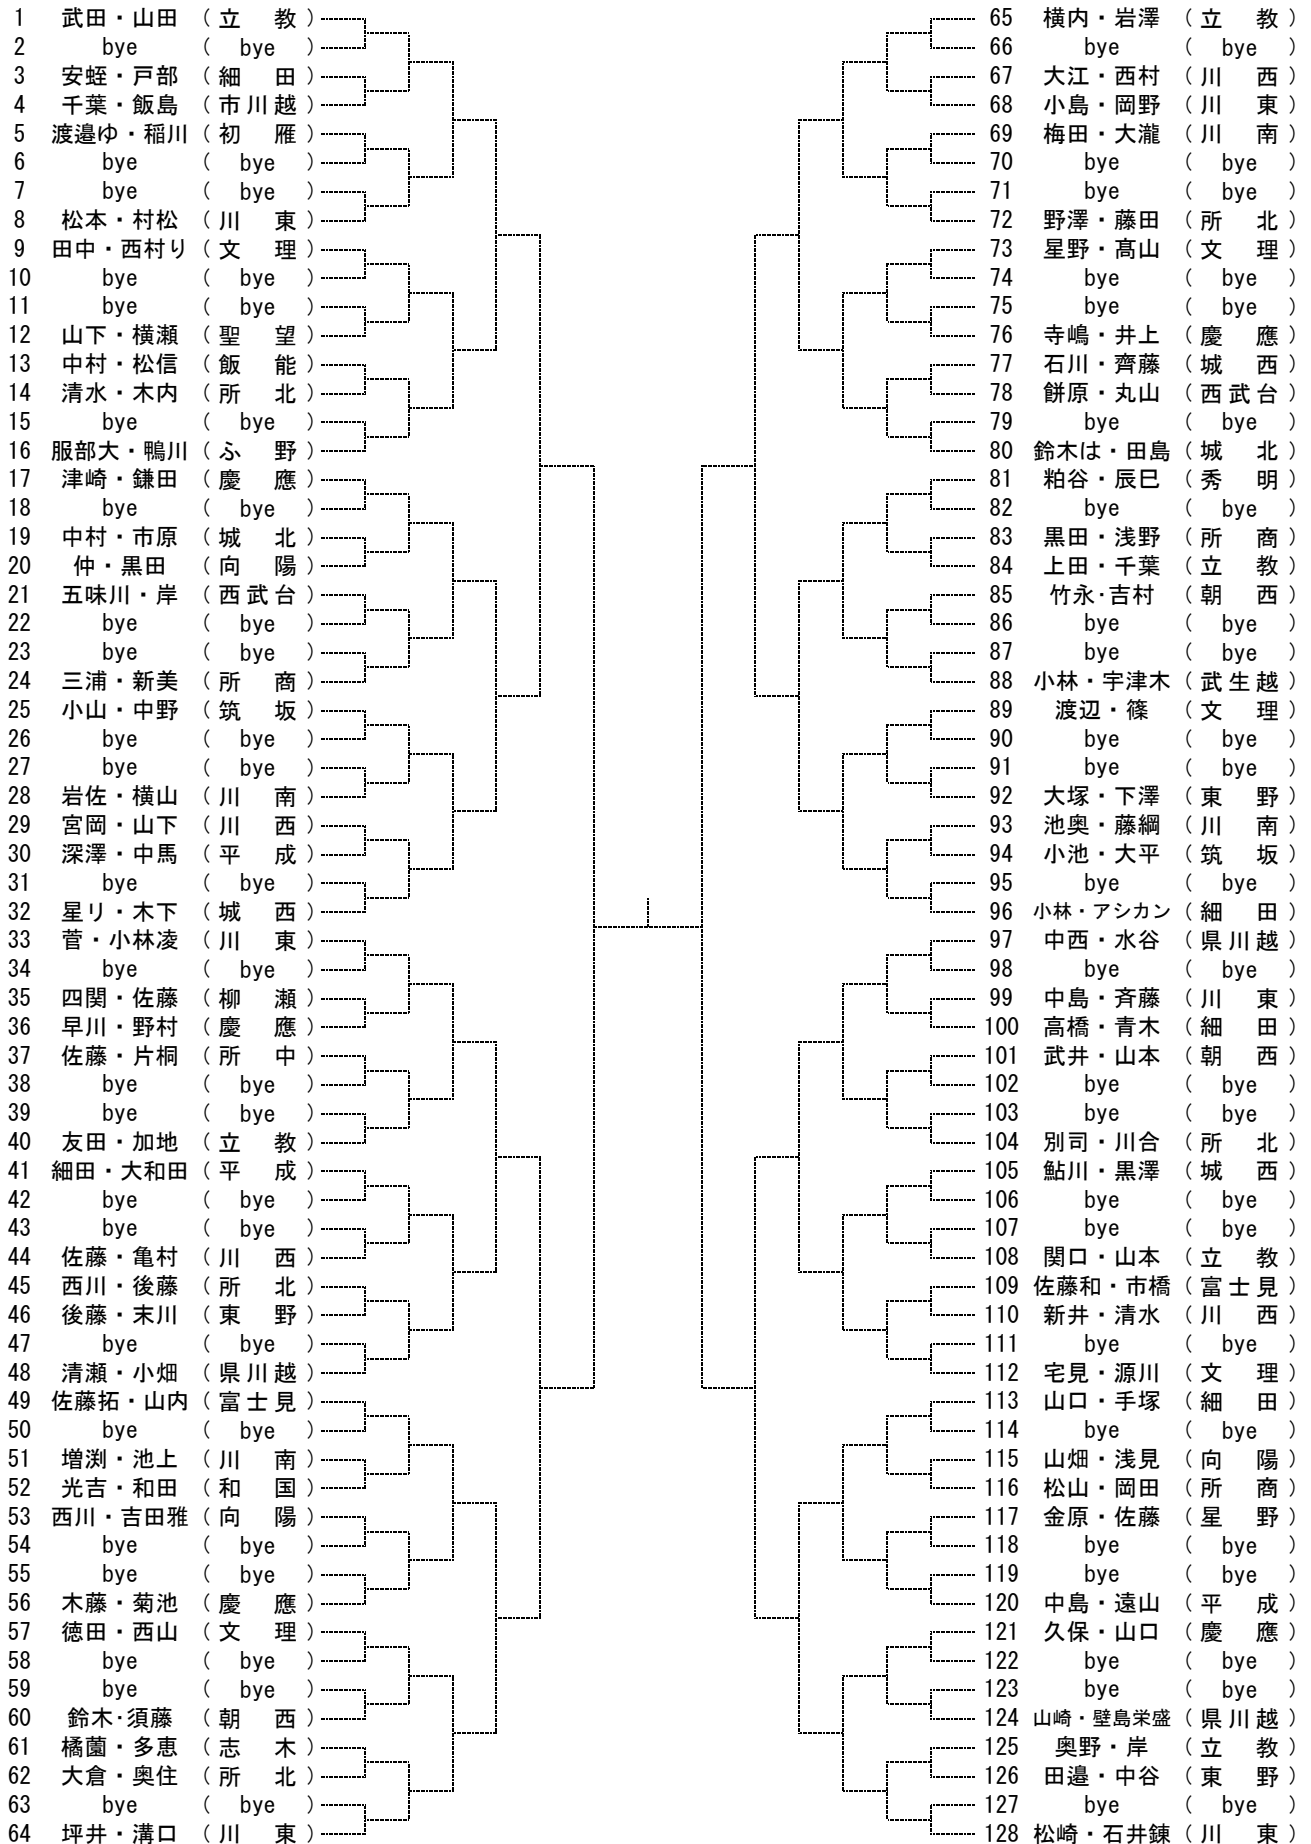 1 武田・山田 （立　教）
2 bye （ bye ）
3 安蛭・戸部 （細　田）
4 千葉・飯島 （市川越）
5 渡邉ゆ・稲川 （初　雁）
6 bye （ bye ）
7 bye （ bye ）
8 松本・村松 （川　東）
9 田中・西村り （文　理）
10 bye （ bye ）
11 bye （ bye ）
12 山下・横瀬 （聖　望）
13 中村・松信 （飯　能）
14 清水・木内 （所　北）
15 bye （ bye ）
16 服部大・鴨川 （ふ　野）
17 津崎・鎌田 （慶　應）
18 bye （ bye ）
19 中村・市原 （城　北）
20 仲・黒田 （向　陽）
21 五味川・岸 （西武台）
22 bye （ bye ）
23 bye （ bye ）
24 三浦・新美 （所　商）
25 小山・中野 （筑　坂）
26 bye （ bye ）
27 bye （ bye ）
28 岩佐・横山 （川　南）
29 宮岡・山下 （川　西）
30 深澤・中馬 （平　成）
31 bye （ bye ）
32 星リ・木下 （城　西）
33 菅・小林凌 （川　東）
34 bye （ bye ）
35 四関・佐藤 （柳　瀬）
36 早川・野村 （慶　應）
37 佐藤・片桐 （所　中）
38 bye （ bye ）
39 bye （ bye ）
40 友田・加地 （立　教）
41 細田・大和田 （平　成）
42 bye （ bye ）
43 bye （ bye ）
44 佐藤・亀村 （川　西）
45 西川・後藤 （所　北）
46 後藤・末川 （東　野）
47 bye （ bye ）
48 清瀬・小畑 （県川越）
49 佐藤拓・山内 （富士見）
50 bye （ bye ）
51 増渕・池上 （川　南）
52 光吉・和田 （和　国）
53 西川・吉田雅 （向　陽）
54 bye （ bye ）
55 bye （ bye ）
56 木藤・菊池 （慶　應）
57 徳田・西山 （文　理）
58 bye （ bye ）
59 bye （ bye ）
60 鈴木･須藤 （朝　西）
61 橘薗・多恵 （志　木）
62 大倉・奥住 （所　北）
63 bye （ bye ）
64 坪井・溝口 （川　東）
65 横内・岩澤 （立　教）
66 bye （ bye ）
67 大江・西村 （川　西）
68 小島・岡野 （川　東）
69 梅田・大瀧 （川　南）
70 bye （ bye ）
71 bye （ bye ）
72 野澤・藤田 （所　北）
73 星野・髙山 （文　理）
74 bye （ bye ）
75 bye （ bye ）
76 寺嶋・井上 （慶　應）
77 石川・齊藤 （城　西）
78 餅原・丸山 （西武台）
79 bye （ bye ）
80 鈴木は・田島 （城　北）
81 粕谷・辰巳 （秀　明）
82 bye （ bye ）
83 黒田・浅野 （所　商）
84 上田・千葉 （立　教）
85 竹永･吉村 （朝　西）
86 bye （ bye ）
87 bye （ bye ）
88 小林・宇津木 （武生越）
89 渡辺・篠 （文　理）
90 bye （ bye ）
91 bye （ bye ）
92 大塚・下澤 （東　野）
93 池奥・藤綱 （川　南）
94 小池・大平 （筑　坂）
95 bye （ bye ）
96 小林・アシカン （細　田）
97 中西・水谷 （県川越）
98 bye （ bye ）
99 中島・斉藤 （川　東）
100 高橋・青木 （細　田）
101 武井・山本 （朝　西）
102 bye （ bye ）
103 bye （ bye ）
104 別司・川合 （所　北）
105 鮎川・黒澤 （城　西）
106 bye （ bye ）
107 bye （ bye ）
108 関口・山本 （立　教）
109 佐藤和・市橋 （富士見）
110 新井・清水 （川　西）
111 bye （ bye ）
112 宅見・源川 （文　理）
113 山口・手塚 （細　田）
114 bye （ bye ）
115 山畑・浅見 （向　陽）
116 松山・岡田 （所　商）
117 金原・佐藤 （星　野）
118 bye （ bye ）
119 bye （ bye ）
120 中島・遠山 （平　成）
121 久保・山口 （慶　應）
122 bye （ bye ）
123 bye （ bye ）
124 山崎・壁島栄盛 （県川越）
125 奥野・岸 （立　教）
126 田邉・中谷 （東　野）
127 bye （ bye ）
128 松崎・石井錬 （川　東）